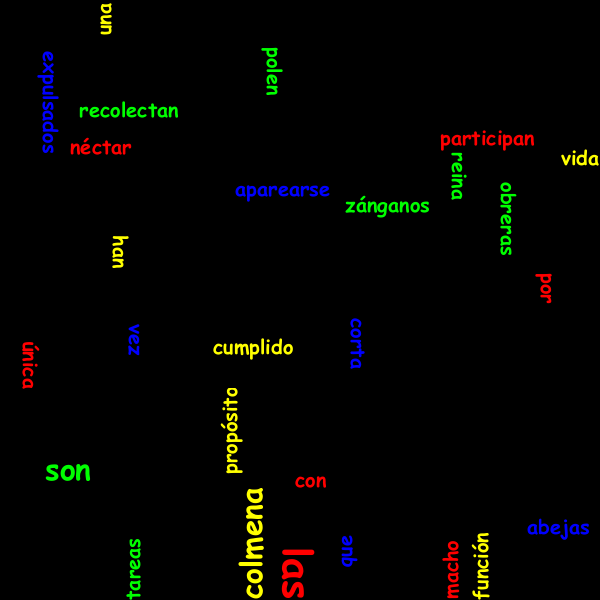 una
polen
expulsados
recolectan
néctar
participan
vida
reina
aparearse
zánganos
obreras
han
por
vez
corta
única
cumplido
propósito
son
con
colmena
abejas
que
las
tareas
macho
función